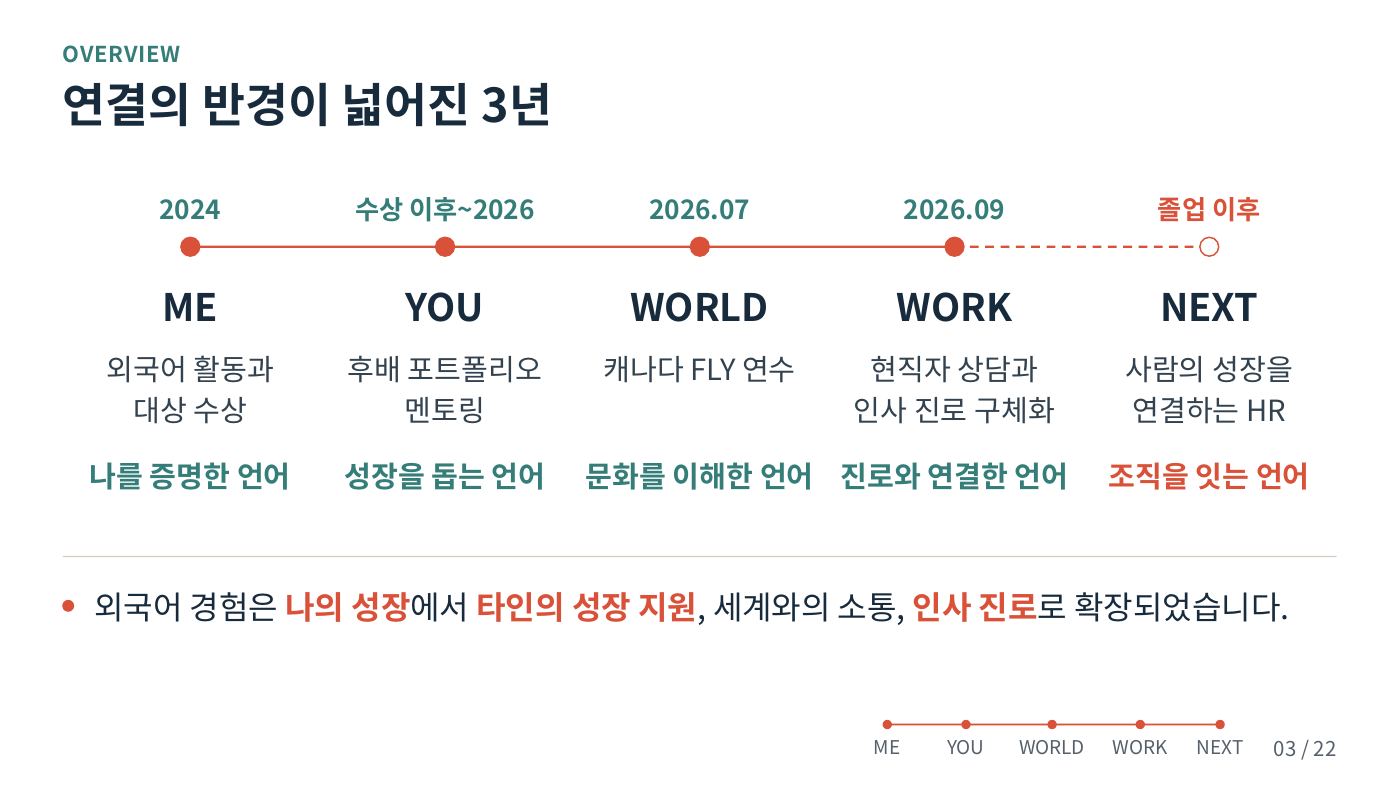 OVERVIEW
연결의 반경이 넓어진 3년
2024
수상 이후~2026
2026.07
2026.09
졸업 이후
ME
YOU
WORLD
WORK
NEXT
외국어 활동과
대상 수상
후배 포트폴리오
멘토링
캐나다 FLY 연수
현직자 상담과
인사 진로 구체화
사람의 성장을
연결하는 HR
나를 증명한 언어
성장을 돕는 언어
문화를 이해한 언어
진로와 연결한 언어
조직을 잇는 언어
• 외국어 경험은 나의 성장에서 타인의 성장 지원, 세계와의 소통, 인사 진로로 확장되었습니다.
ME
YOU
WORLD
WORK
NEXT
03 / 22